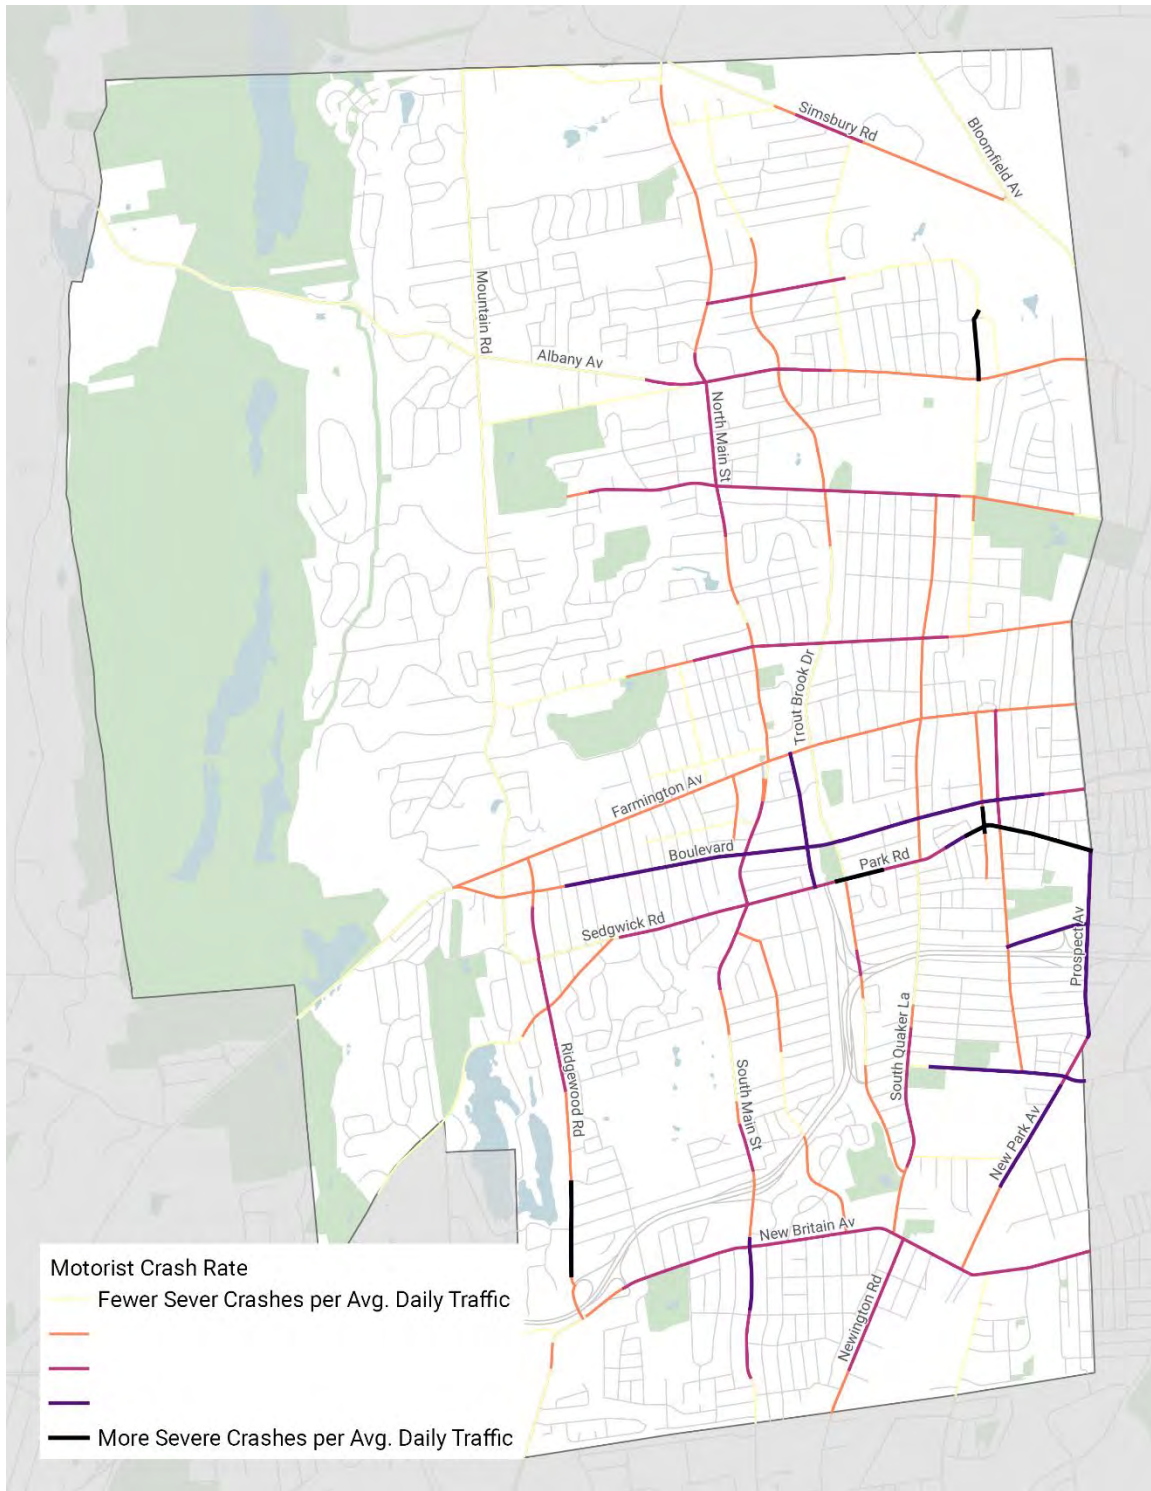 Simsbury Rd
Bloomfield Av
Mountain Rd
Albany Av
North Main St
Trout Brook Dr
Farmington Av
Boulevard
Park Rd
Sedgwick Rd
Prospect Av
South Quaker La
Ridgewood Rd
South Main St
New Park Av
New Britain Av
Newington Rd
Motorist Crash Rate
Fewer Sever Crashes per Avg. Daily Traffic
More Severe Crashes per Avg. Daily Traffic